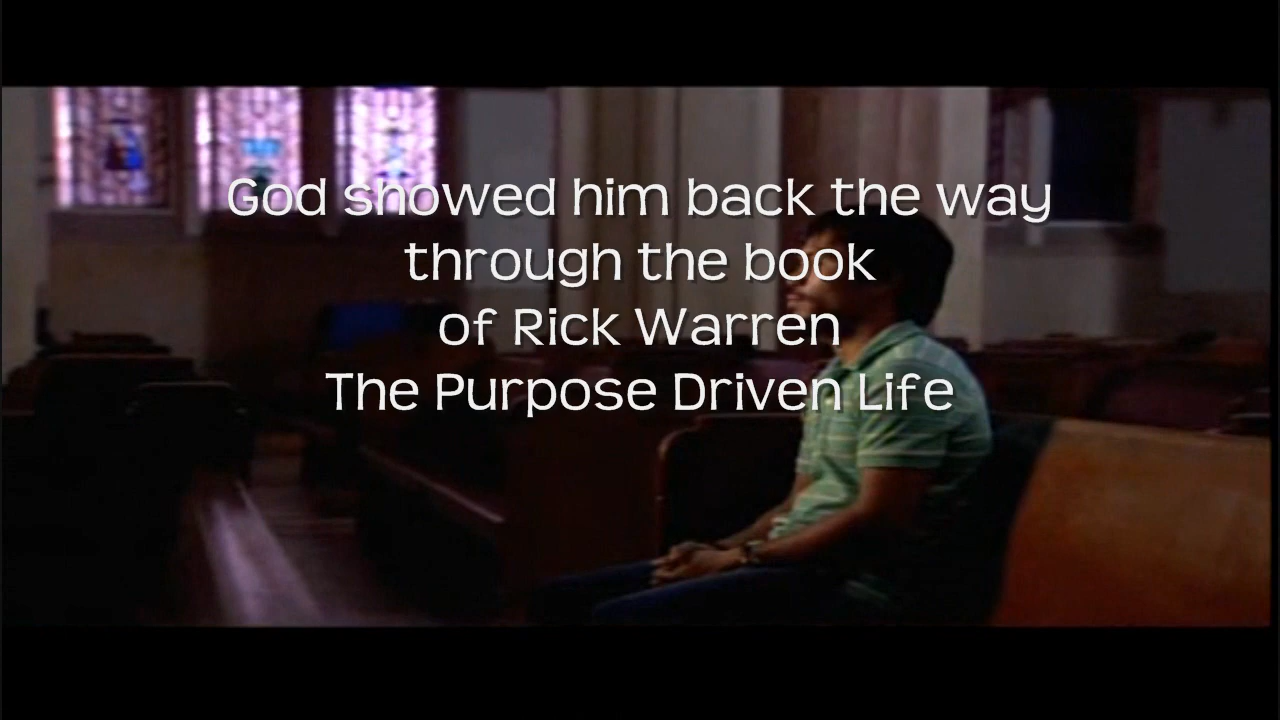 God showed him back the way
through the book
of Rick Warren
The Purpose Driven Life